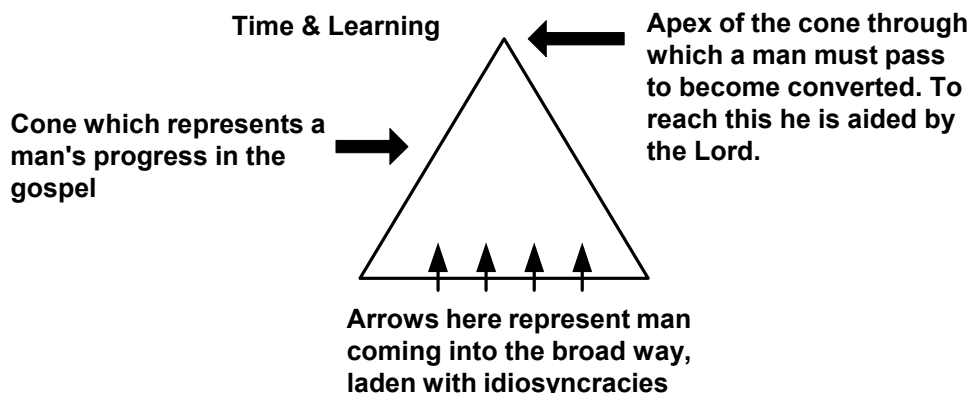 Time & Learning
Apex of the cone through
which a man must pass
to become converted. To
reach this he is aided by
the Lord.
Cone which represents a
man's progress in the
gospel
Arrows here represent man
coming into the broad way,
laden with idiosyncracies